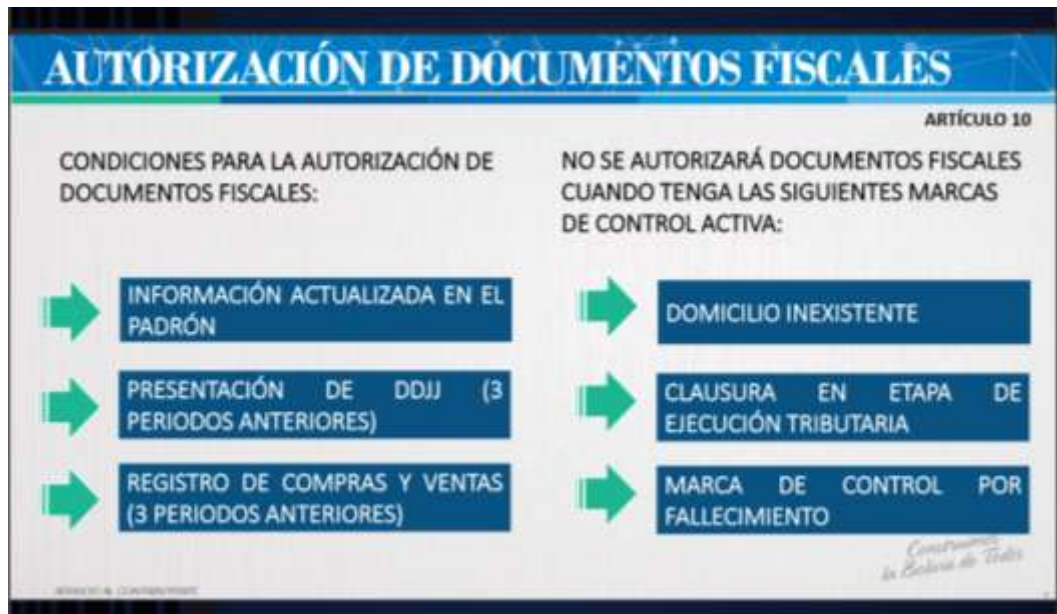 AUTORIZACIÓN DE DOCUMENTOS FISCALES
ARTÍCULO 10
CONDICIONES PARA LA AUTORIZACIÓN DE
DOCUMENTOS FISCALES:
INFORMACIÓN ACTUALIZADA EN EL
PADRÓN
PRESENTACIÓN DE DDJJ (3
PERIODOS ANTERIORES)
REGISTRO DE COMPRAS Y VENTAS
(3 PERIODOS ANTERIORES)
NO SE AUTORIZARÁ DOCUMENTOS FISCALES
CUANDO TENGA LAS SIGUIENTES MARCAS
DE CONTROL ACTIVA:
DOMICILIO INEXISTENTE
CLAUSURA EN ETAPA DE
EJECUCIÓN TRIBUTARIA
MARCA DE CONTROL POR
FALLECIMIENTO
la Bolivia de Todos